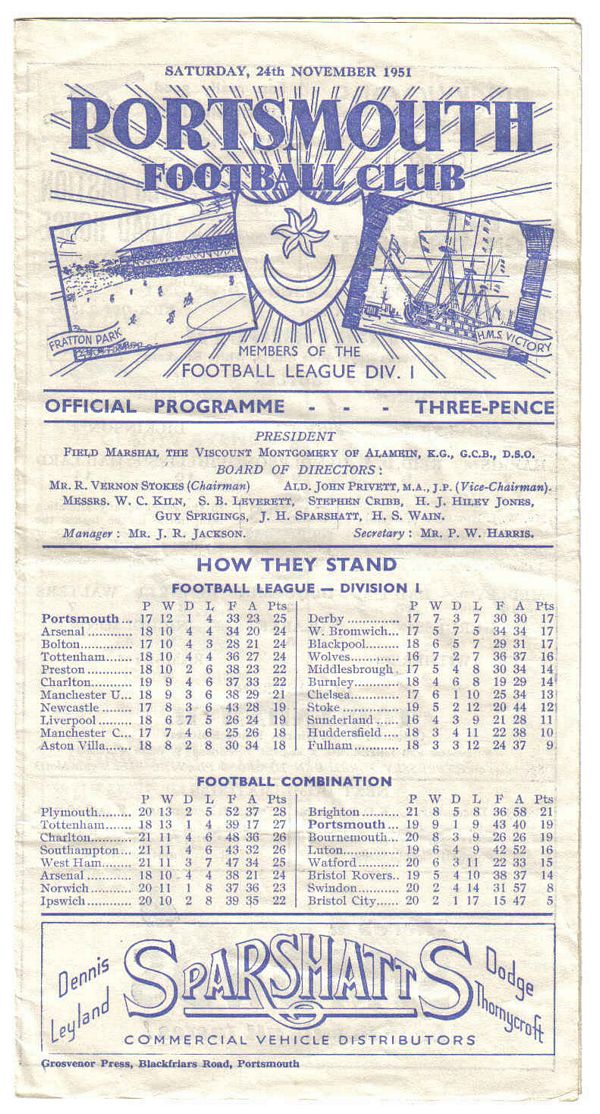 SATURDAY, 24th NOVEMBER 1951
PORTSMOUTH
FOOTBALL CLUB
FRATTON PARK
H.M.S. VICTORY
MEMBERS OF THE
FOOTBALL LEAGUE DIV. 1
OFFICIAL PROGRAMME - - - THREE-PENCE
PRESIDENT
FIELD MARSHAL THE VISCOUNT MONTGOMERY OF ALAMEIN, K.G., G.C.B., D.S.O.
BOARD OF DIRECTORS:
MR. R. VERNON STOKES (Chairman) ALD. JOHN PRIVETT, M.A., J.P. (Vice-Chairman).
MESSRS. W. C. KILN, S. B. LEVERETT, STEPHEN CRIBB, H. J. HILEY JONES,
GUY SPRIGINGS, J. H. SPARSHATT, H. S. WAIN.
Manager: MR. J. R. JACKSON. Secretary: MR. P. W. HARRIS.
HOW THEY STAND
FOOTBALL LEAGUE — DIVISION I.
P W D L F A Pts
Portsmouth... 17 12 1 4 33 23 25
Arsenal............ 18 10 4 4 34 20 24
Bolton............. 17 10 4 3 28 21 24
Tottenham...... 18 10 4 4 36 27 24
Preston............ 18 10 2 6 38 23 22
Charlton.......... 19 9 4 6 37 33 22
Manchester U... 18 9 3 6 38 29 21
Newcastle........ 17 8 3 6 43 28 19
Liverpool......... 18 6 7 5 26 24 19
Manchester C... 17 7 4 6 25 26 18
Aston Villa....... 18 8 2 8 30 34 18
P W D L F A Pts
Derby.............. 17 7 3 7 30 30 17
W. Bromwich... 17 5 7 5 34 34 17
Blackpool......... 18 6 5 7 29 31 17
Wolves............. 16 7 2 7 36 37 16
Middlesbrough 17 5 4 8 30 34 14
Burnley............ 18 4 6 8 19 29 14
Chelsea............ 17 6 1 10 25 34 13
Stoke............... 19 5 2 12 20 44 12
Sunderland...... 16 4 3 9 21 28 11
Huddersfield.... 18 3 4 11 22 38 10
Fulham............ 18 3 3 12 24 37 9
FOOTBALL COMBINATION
P W D L F A Pts
Plymouth......... 20 13 2 5 52 37 28
Tottenham....... 18 13 1 4 39 17 27
Charlton.......... 21 11 4 6 48 36 26
Southampton... 21 11 4 6 43 32 26
West Ham....... 21 11 3 7 47 34 25
Arsenal............ 18 10 4 4 38 21 24
Norwich........... 20 11 1 8 37 36 23
Ipswich............ 20 10 2 8 39 35 22
P W D L F A Pts
Brighton.......... 21 8 5 8 36 58 21
Portsmouth... 19 9 1 9 43 40 19
Bournemouth... 20 8 3 9 26 26 19
Luton............... 19 6 4 9 42 52 16
Watford............ 20 6 3 11 22 33 15
Bristol Rovers.. 19 5 4 10 38 37 14
Swindon.......... 20 2 4 14 31 57 8
Bristol City...... 20 2 1 17 15 47 5
Dennis
Leyland
SPARSHATTS
Dodge
Thornycroft
COMMERCIAL VEHICLE DISTRIBUTORS
Grosvenor Press, Blackfriars Road, Portsmouth